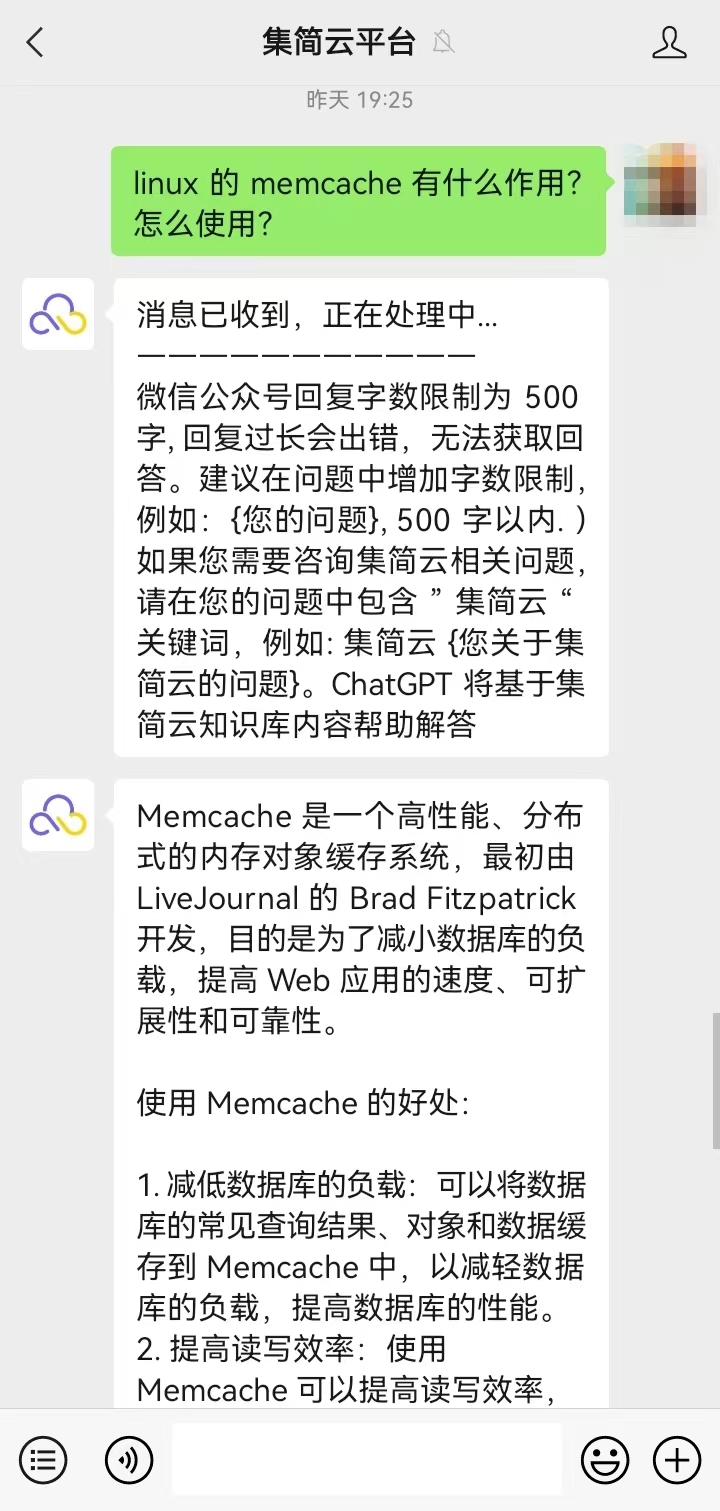 集简云平台
昨天 19:25
linux 的 memcache 有什么作用？
怎么使用？
消息已收到，正在处理中...
———————————
微信公众号回复字数限制为 500
字, 回复过长会出错，无法获取回
答。建议在问题中增加字数限制，
例如：{您的问题}, 500 字以内. )
如果您需要咨询集简云相关问题，
请在您的问题中包含 ” 集简云 “
关键词，例如: 集简云 {您关于集
简云的问题}。ChatGPT 将基于集
简云知识库内容帮助解答
Memcache 是一个高性能、分布
式的内存对象缓存系统，最初由
LiveJournal 的 Brad Fitzpatrick
开发，目的是为了减小数据库的负
载，提高 Web 应用的速度、可扩
展性和可靠性。
使用 Memcache 的好处：
1. 减低数据库的负载：可以将数据
库的常见查询结果、对象和数据缓
存到 Memcache 中，以减轻数据
库的负载，提高数据库的性能。
2. 提高读写效率：使用
Memcache 可以提高读写效率，